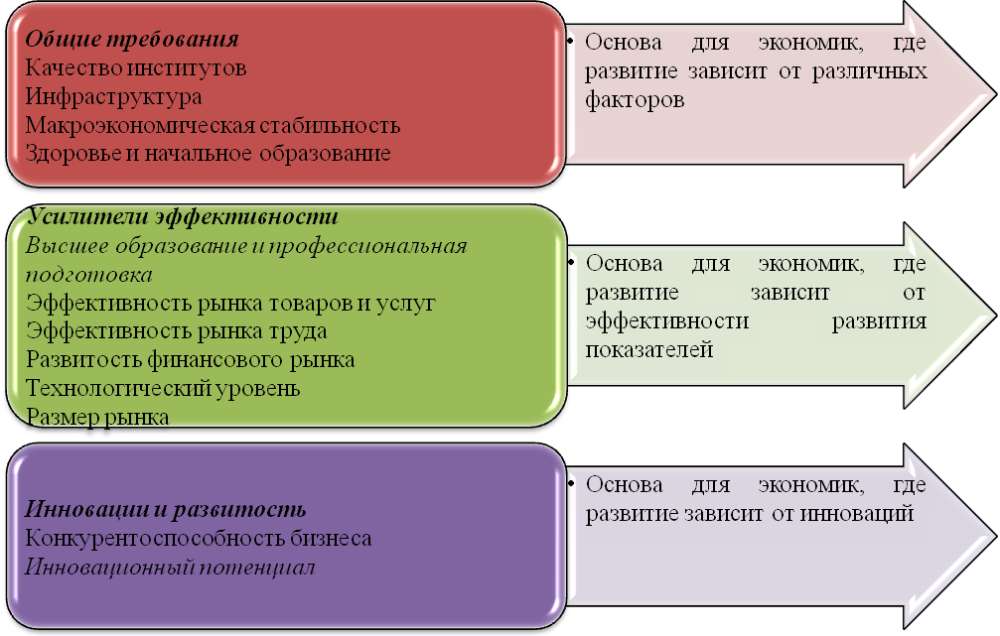 Общие требования
Качество институтов
Инфраструктура
Макроэкономическая стабильность
Здоровье и начальное образование
• Основа для экономик, где
развитие зависит от различных
факторов
Усилители эффективности
Высшее образование и профессиональная
подготовка
Эффективность рынка товаров и услуг
Эффективность рынка труда
Развитость финансового рынка
Технологический уровень
Размер рынка
• Основа для экономик, где
развитие зависит от
эффективности развития
показателей
Инновации и развитость
Конкурентоспособность бизнеса
Инновационный потенциал
• Основа для экономик, где
развитие зависит от инноваций